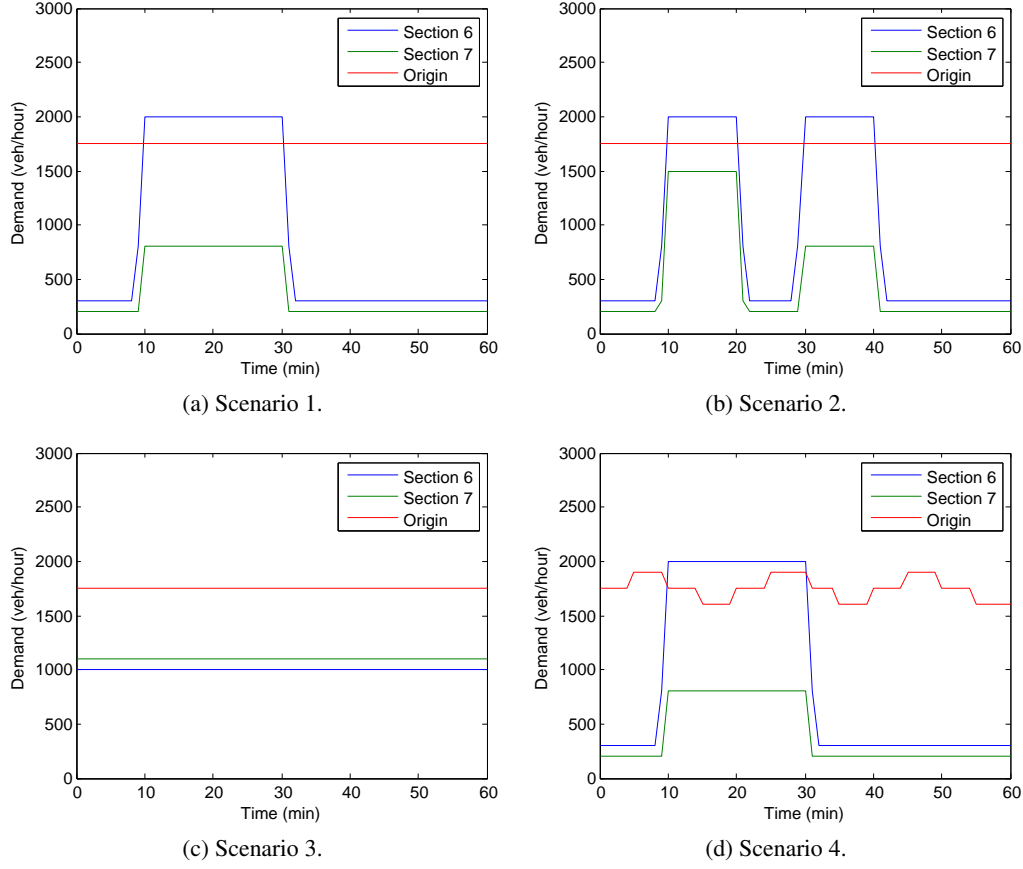 3000
2500
2000
1500
1000
500
0
Demand (veh/hour)
0 10 20 30 40 50 60
Time (min)
Section 6
Section 7
Origin
(a) Scenario 1.
3000
2500
2000
1500
1000
500
0
Demand (veh/hour)
0 10 20 30 40 50 60
Time (min)
Section 6
Section 7
Origin
(b) Scenario 2.
3000
2500
2000
1500
1000
500
0
Demand (veh/hour)
0 10 20 30 40 50 60
Time (min)
Section 6
Section 7
Origin
(c) Scenario 3.
3000
2500
2000
1500
1000
500
0
Demand (veh/hour)
0 10 20 30 40 50 60
Time (min)
Section 6
Section 7
Origin
(d) Scenario 4.